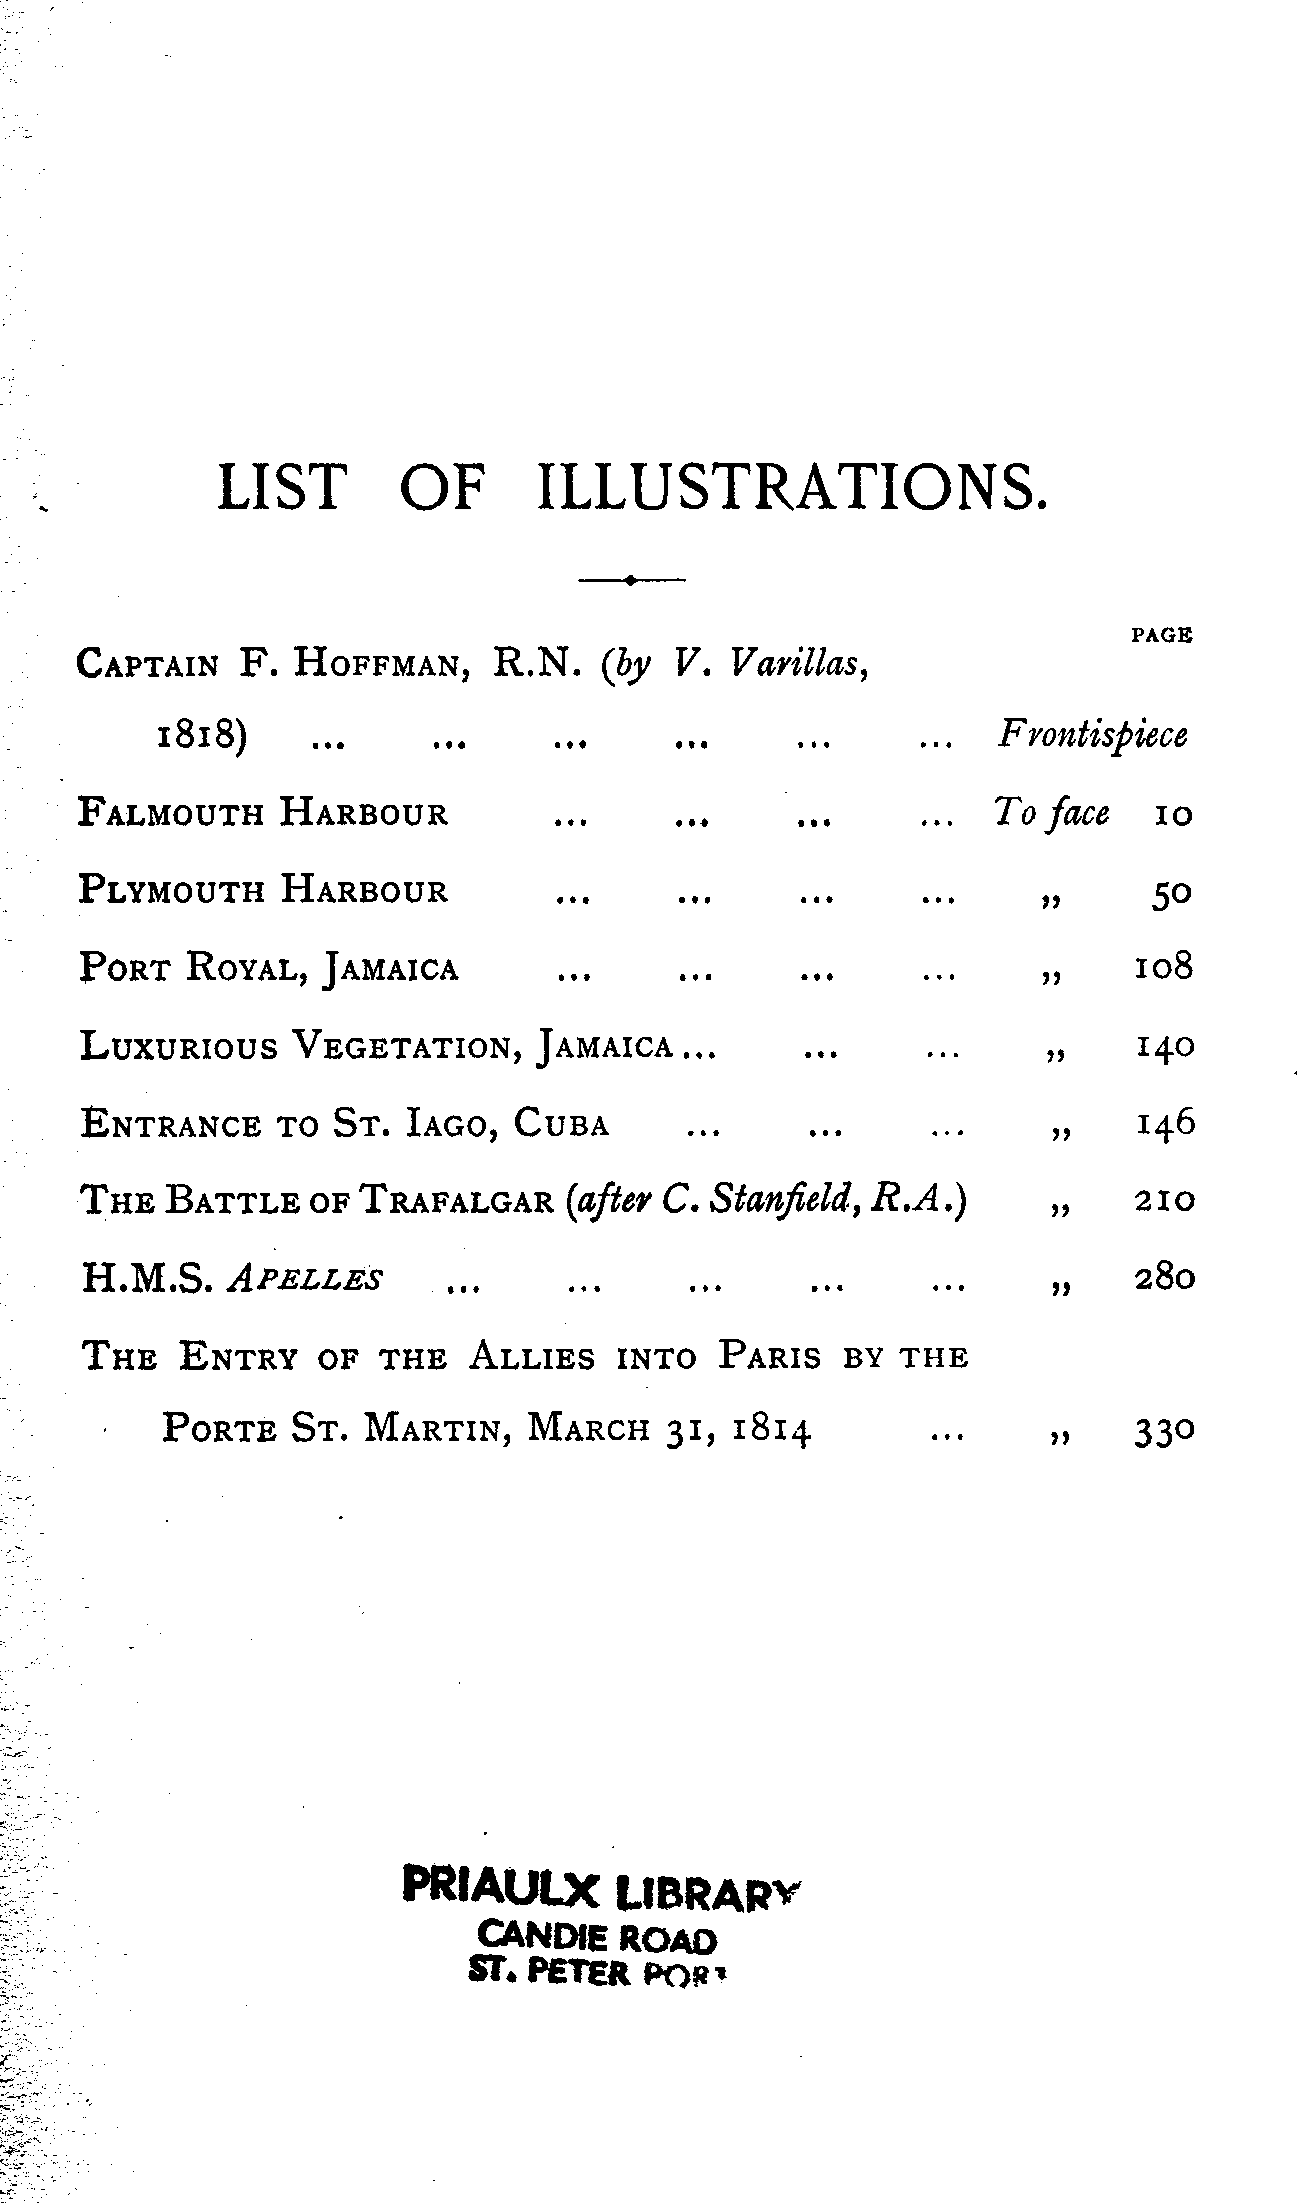 LIST OF ILLUSTRATIONS.
PAGE
CAPTAIN F. HOFFMAN, R.N. (by V. Varillas,
1818) ... ... ... ... ... ... Frontispiece
FALMOUTH HARBOUR ... ... ... ... To face 10
PLYMOUTH HARBOUR ... ... ... ... „ 50
PORT ROYAL, JAMAICA ... ... ... ... „ 108
LUXURIOUS VEGETATION, JAMAICA ... ... ... „ 140
ENTRANCE TO ST. IAGO, CUBA ... ... ... „ 146
THE BATTLE OF TRAFALGAR (after C. Stanfield, R.A.) „ 210
H.M.S. APELLES ... ... ... ... ... „ 280
THE ENTRY OF THE ALLIES INTO PARIS BY THE
PORTE ST. MARTIN, MARCH 31, 1814 ... „ 330
PRIAULX LIBRARY
CANDIE ROAD
ST. PETER PORT